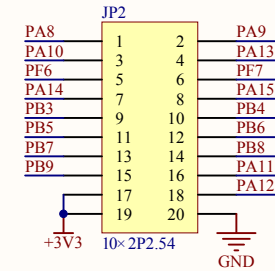 JP2
PA8 1 2 PA9
PA10 3 4 PA13
PF6 5 6 PF7
PA14 7 8 PA15
PB3 9 10 PB4
PB5 11 12 PB6
PB7 13 14 PB8
PB9 15 16 PA11
17 18 PA12
19 20
+3V3 10×2P2.54 GND